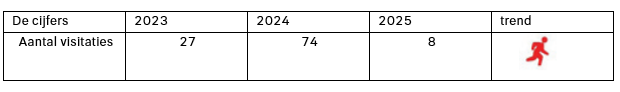 De cijfers 2023 2024 2025 trend
Aantal visitaties 27 74 8